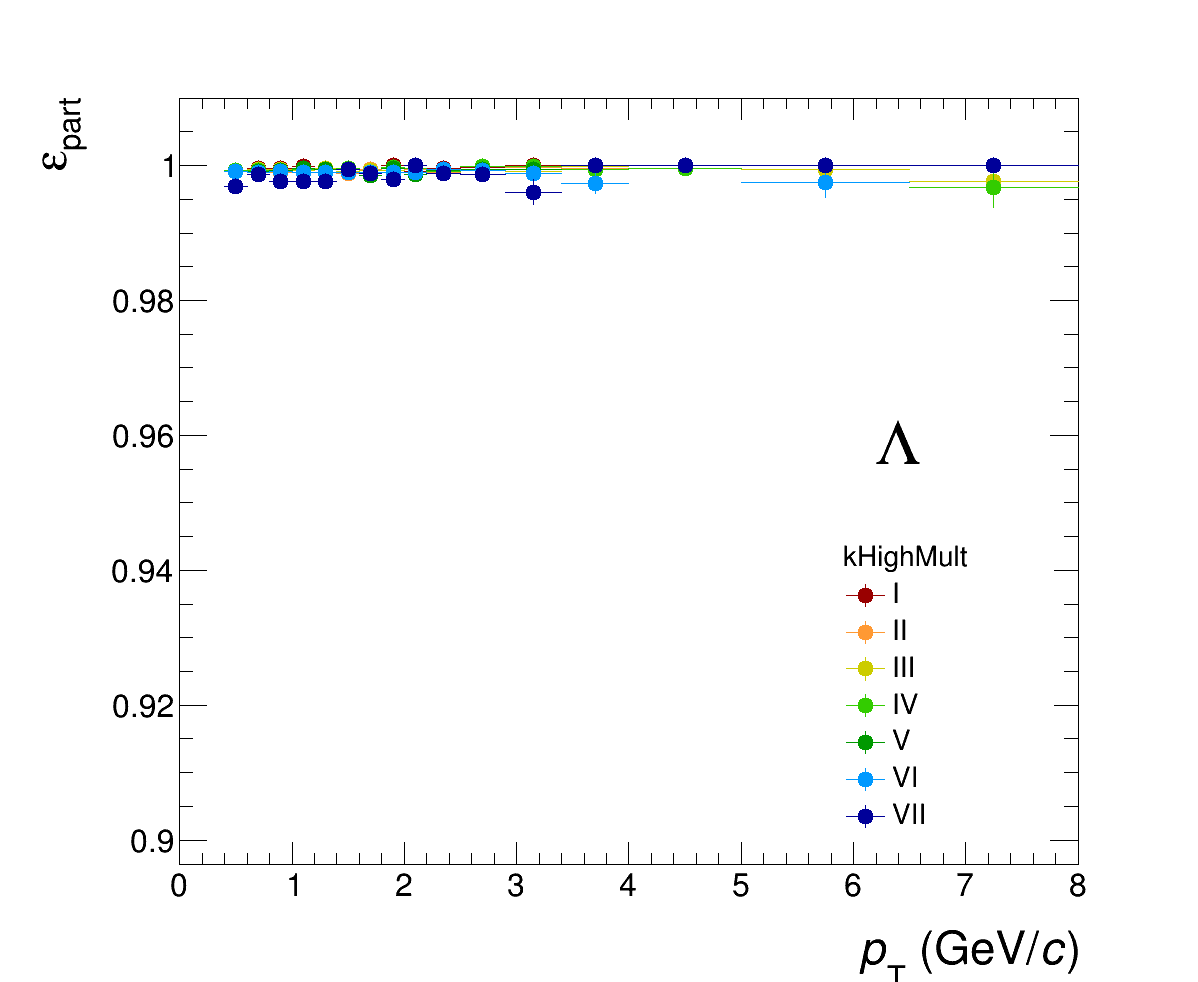 ε_part
1
0.98
0.96
0.94
0.92
0.9
0 1 2 3 4 5 6 7 8
p_T (GeV/c)
Λ
kHighMult
I
II
III
IV
V
VI
VII